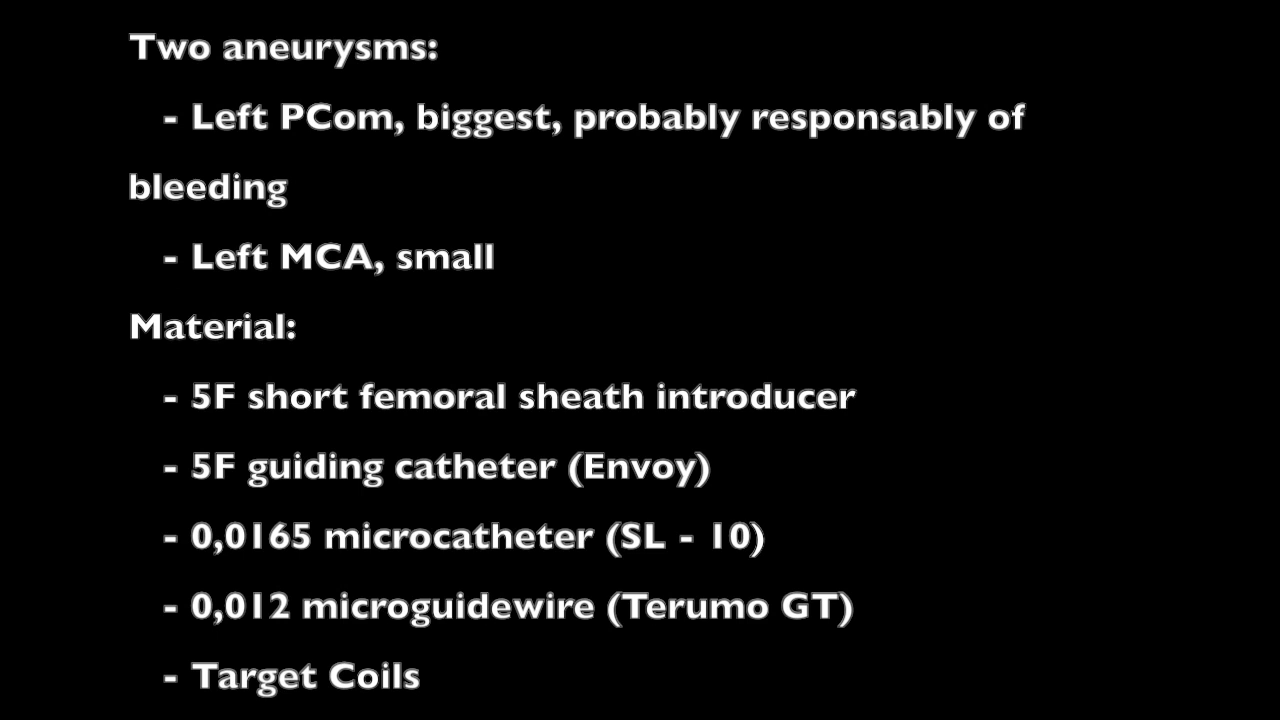 Two aneurysms:
- Left PCom, biggest, probably responsably of
bleeding
- Left MCA, small
Material:
- 5F short femoral sheath introducer
- 5F guiding catheter (Envoy)
- 0,0165 microcatheter (SL - 10)
- 0,012 microguidewire (Terumo GT)
- Target Coils